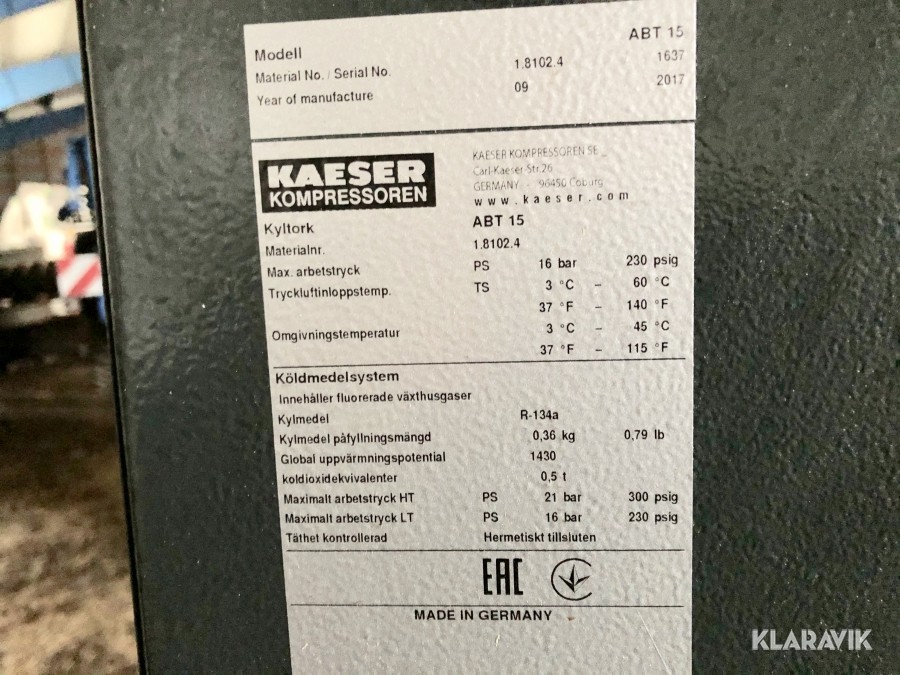 Modell ABT 15
Material No. / Serial No. 1.8102.4 1637
Year of manufacture 09 2017
KAESER
KOMPRESSOREN
KAESER KOMPRESSOREN SE
Carl-Kaeser-Str.26
GERMANY 96450 Coburg
www.kaeser.com
Kyltork ABT 15
Materialnr. 1.8102.4
Max. arbetstryck PS 16 bar 230 psig
Tryckluftinloppstemp. TS 3 °C – 60 °C
37 °F – 140 °F
Omgivningstemperatur 3 °C – 45 °C
37 °F – 115 °F
Köldmedelsystem
Innehåller fluorerade växthusgaser
Kylmedel R-134a
Kylmedel påfyllningsmängd 0,36 kg 0,79 lb
Global uppvärmningspotential 1430
koldioxidekvivalenter 0,5 t
Maximalt arbetstryck HT PS 21 bar 300 psig
Maximalt arbetstryck LT PS 16 bar 230 psig
Täthet kontrollerad Hermetiskt tillsluten
EAC
MADE IN GERMANY
KLARAVIK